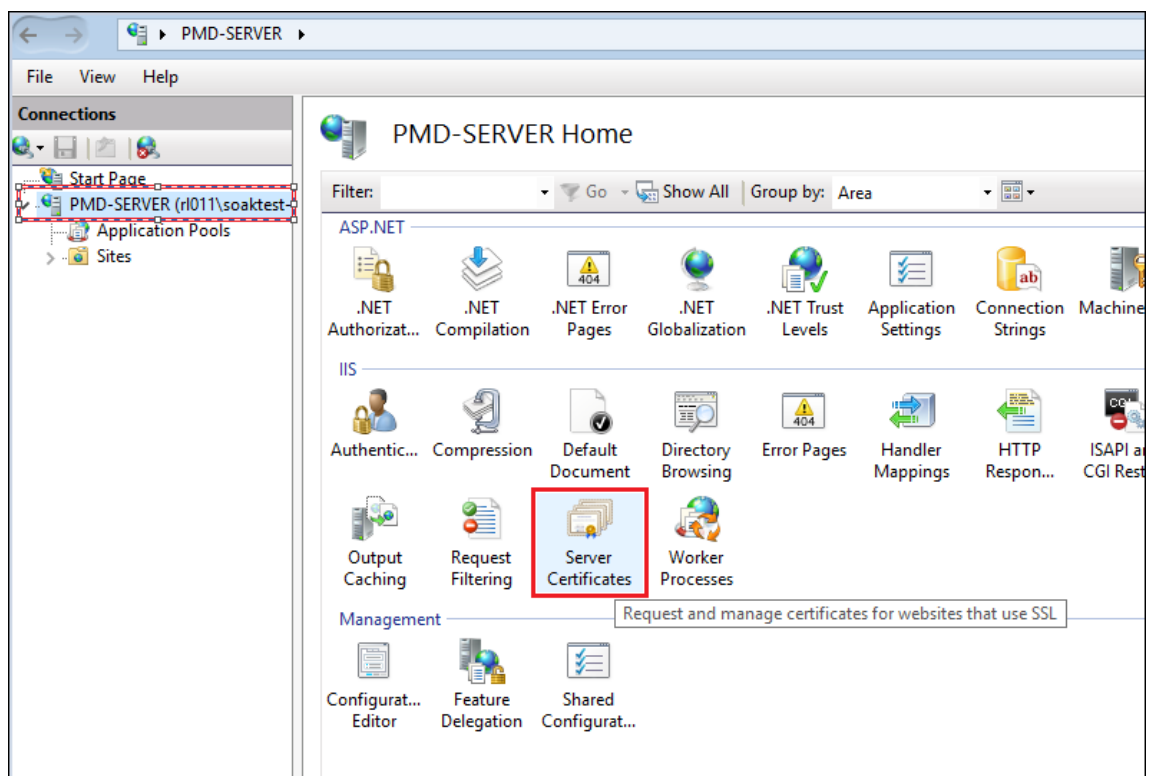 PMD-SERVER
File View Help
Connections
Start Page
PMD-SERVER (rl011\soaktest-
Application Pools
Sites
PMD-SERVER Home
Filter: Go Show All Group by: Area
ASP.NET
.NET Authorizat...
.NET Compilation
404
.NET Error Pages
.NET Globalization
.NET Trust Levels
Application Settings
ab
Connection Strings
Machine
IIS
Authentic...
Compression
Default Document
Directory Browsing
404
Error Pages
Handler Mappings
HTTP Respon...
CGI
ISAPI an
CGI Rest
Output Caching
Request Filtering
Server Certificates
Worker Processes
Request and manage certificates for websites that use SSL
Management
Configurat... Editor
Feature Delegation
Shared Configurat...